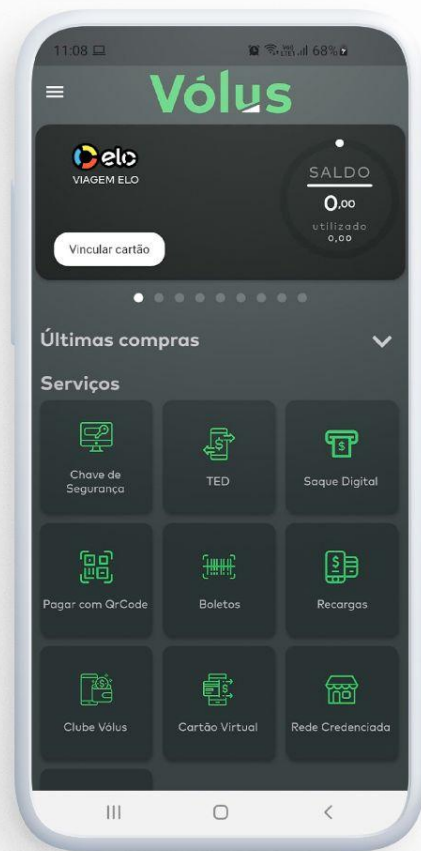 11:08
68%
Vólus
elo
VIAGEM ELO
SALDO
0,00
utilizado
0,00
Vincular cartão
Últimas compras
Serviços
Chave de
Segurança
TED
Saque Digital
Pagar com QrCode
Boletos
Recargas
Clube Vólus
Cartão Virtual
Rede Credenciada